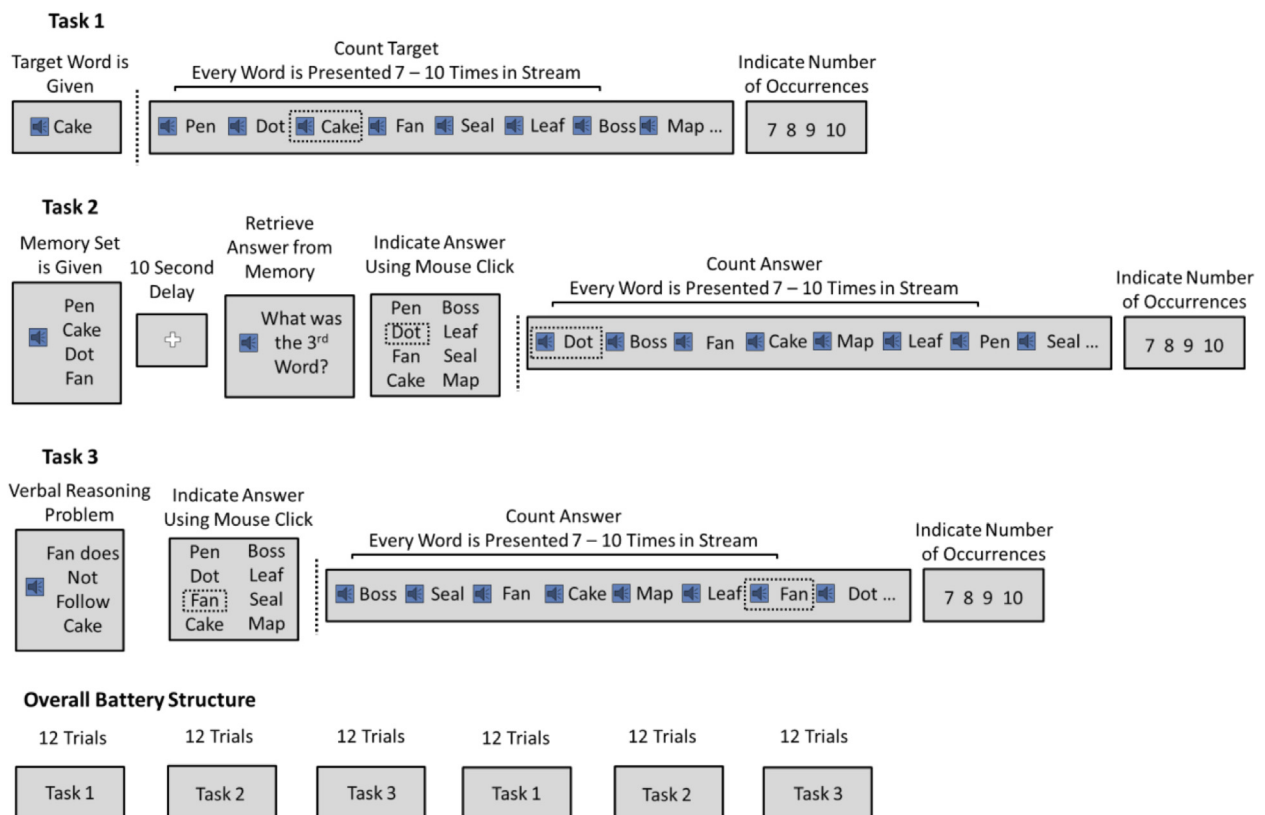 Task 1
Target Word is
Given
Cake
Count Target
Every Word is Presented 7 – 10 Times in Stream
Pen Dot Cake Fan Seal Leaf Boss Map ...
Indicate Number
of Occurrences
7 8 9 10
Task 2
Memory Set
is Given
Pen
Cake
Dot
Fan
10 Second
Delay
Retrieve
Answer from
Memory
What was
the 3rd
Word?
Indicate Answer
Using Mouse Click
Pen Boss
Dot Leaf
Fan Seal
Cake Map
Count Answer
Every Word is Presented 7 – 10 Times in Stream
Dot Boss Fan Cake Map Leaf Pen Seal ...
Indicate Number
of Occurrences
7 8 9 10
Task 3
Verbal Reasoning
Problem
Fan does
Not
Follow
Cake
Indicate Answer
Using Mouse Click
Pen Boss
Dot Leaf
Fan Seal
Cake Map
Count Answer
Every Word is Presented 7 – 10 Times in Stream
Boss Seal Fan Cake Map Leaf Fan Dot ...
Indicate Number
of Occurrences
7 8 9 10
Overall Battery Structure
12 Trials 12 Trials 12 Trials 12 Trials 12 Trials 12 Trials
Task 1 Task 2 Task 3 Task 1 Task 2 Task 3